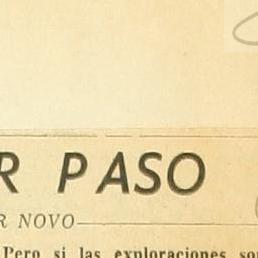 R PASO
R NOVO
Pero si las exploraciones so